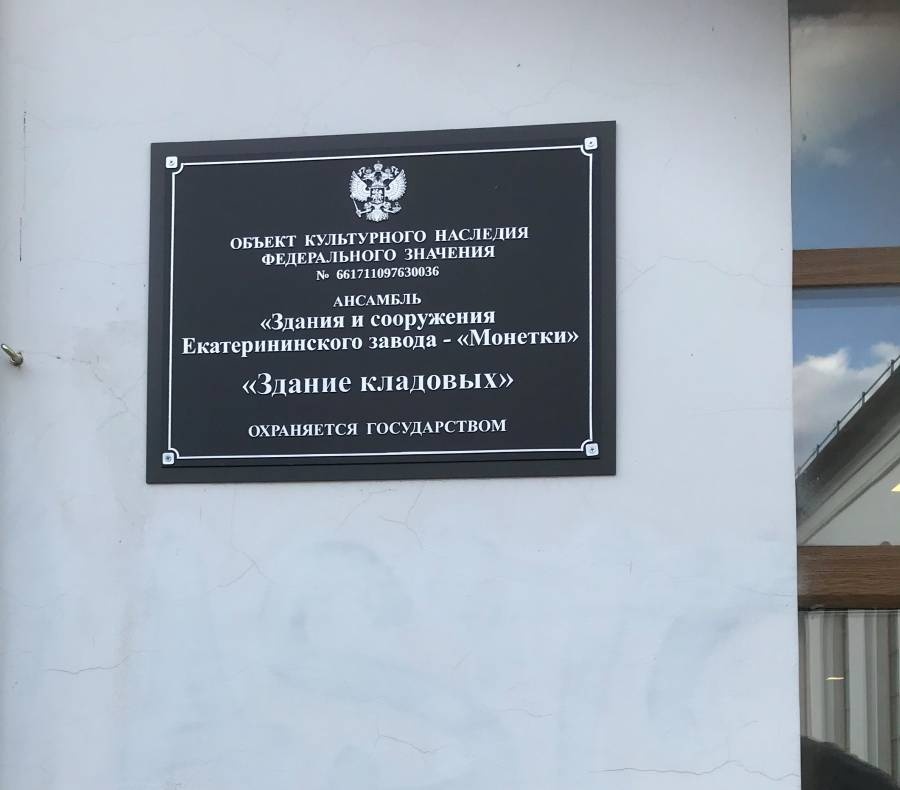 ОБЪЕКТ КУЛЬТУРНОГО НАСЛЕДИЯ
ФЕДЕРАЛЬНОГО ЗНАЧЕНИЯ
№ 661711097630036
АНСАМБЛЬ
«Здания и сооружения
Екатерининского завода - «Монетки»
«Здание кладовых»
ОХРАНЯЕТСЯ ГОСУДАРСТВОМ